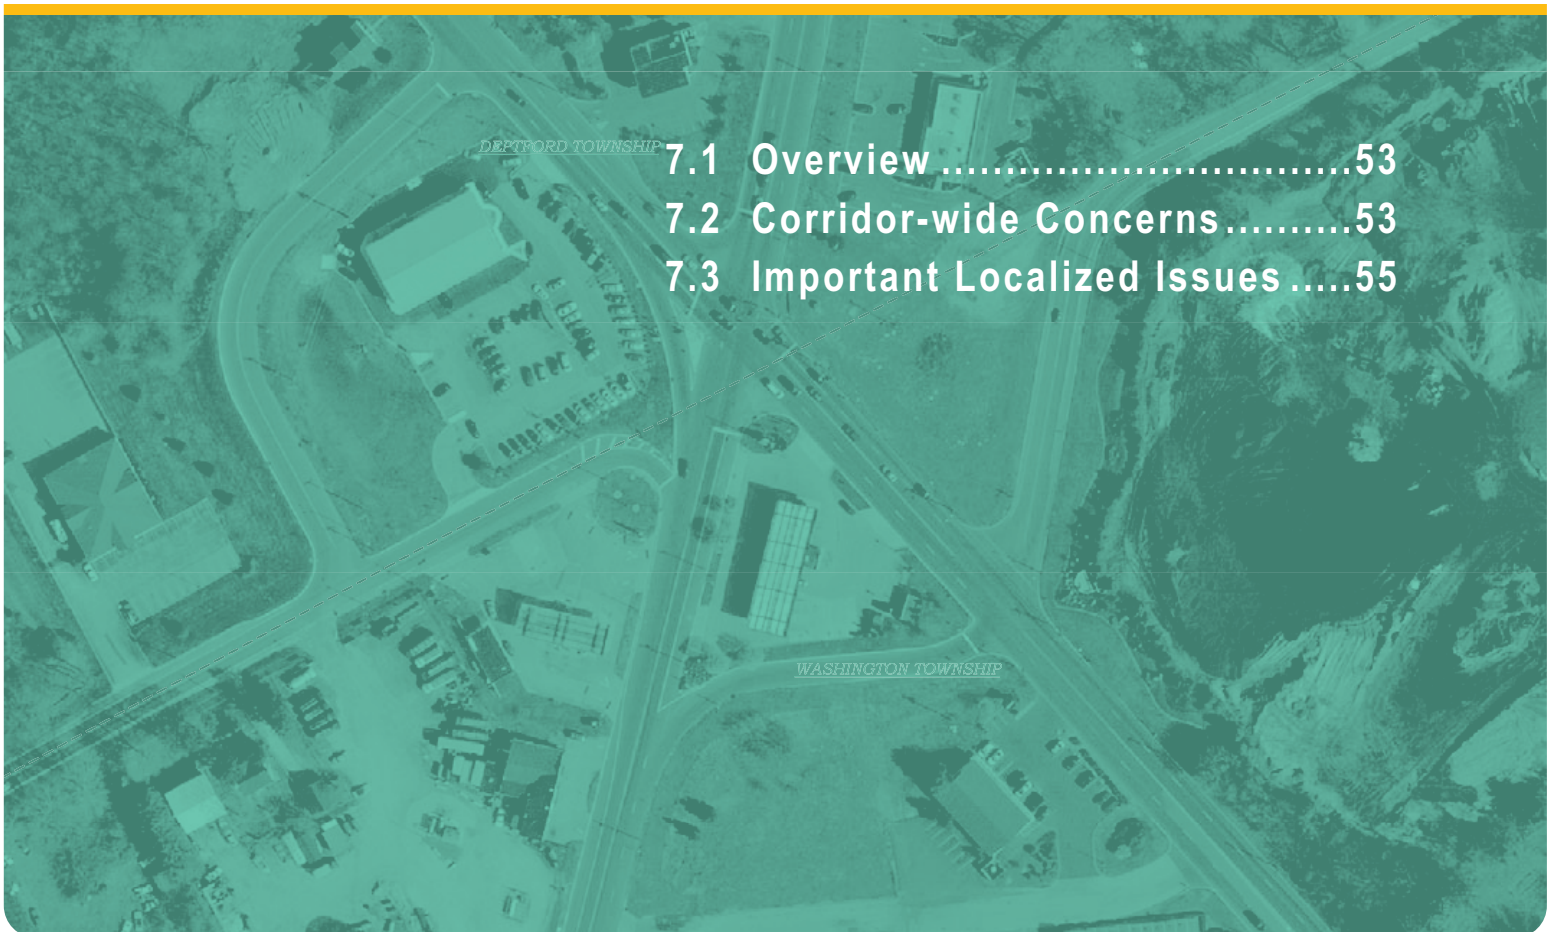 DEPTFORD TOWNSHIP
7.1 Overview ................................53
7.2 Corridor-wide Concerns..........53
7.3 Important Localized Issues .....55
WASHINGTON TOWNSHIP